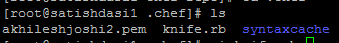 [root@satishdasi1 .chef]# ls
akhileshjoshi2.pem knife.rb syntaxcache